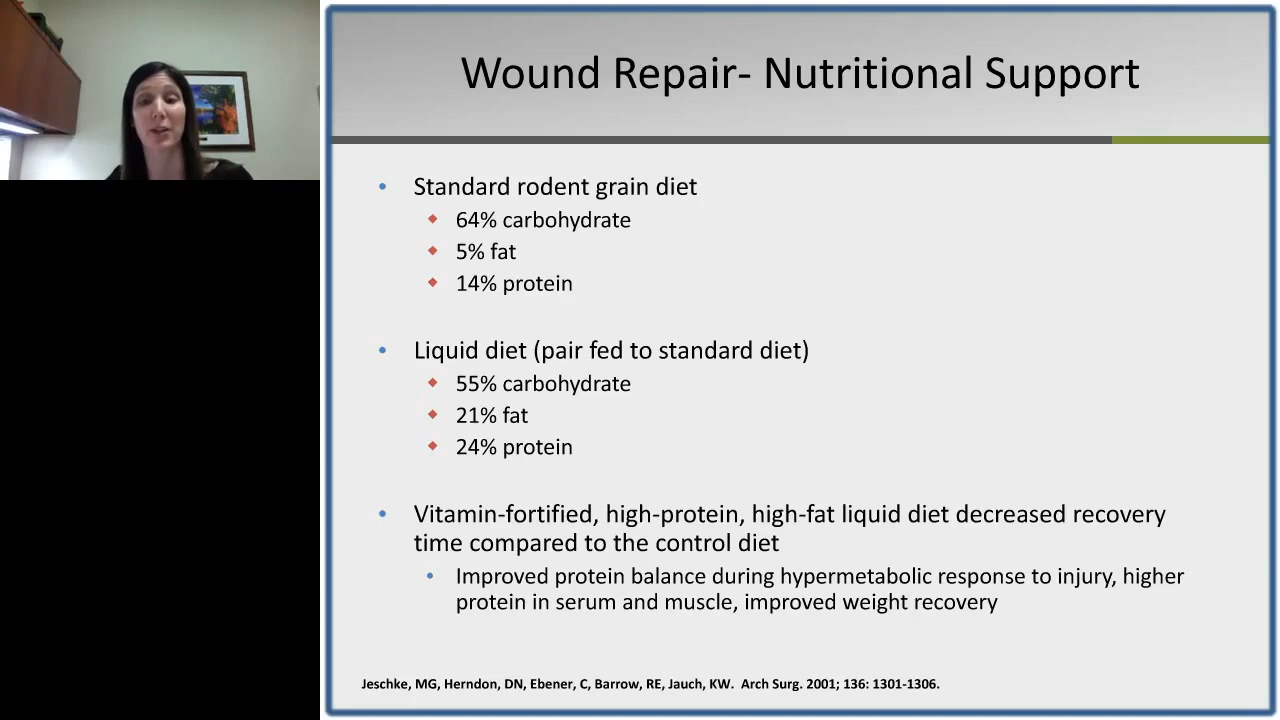 Wound Repair- Nutritional Support
• Standard rodent grain diet
64% carbohydrate
5% fat
14% protein
• Liquid diet (pair fed to standard diet)
55% carbohydrate
21% fat
24% protein
• Vitamin-fortified, high-protein, high-fat liquid diet decreased recovery
time compared to the control diet
• Improved protein balance during hypermetabolic response to injury, higher
protein in serum and muscle, improved weight recovery
Jeschke, MG, Herndon, DN, Ebener, C, Barrow, RE, Jauch, KW. Arch Surg. 2001; 136: 1301-1306.